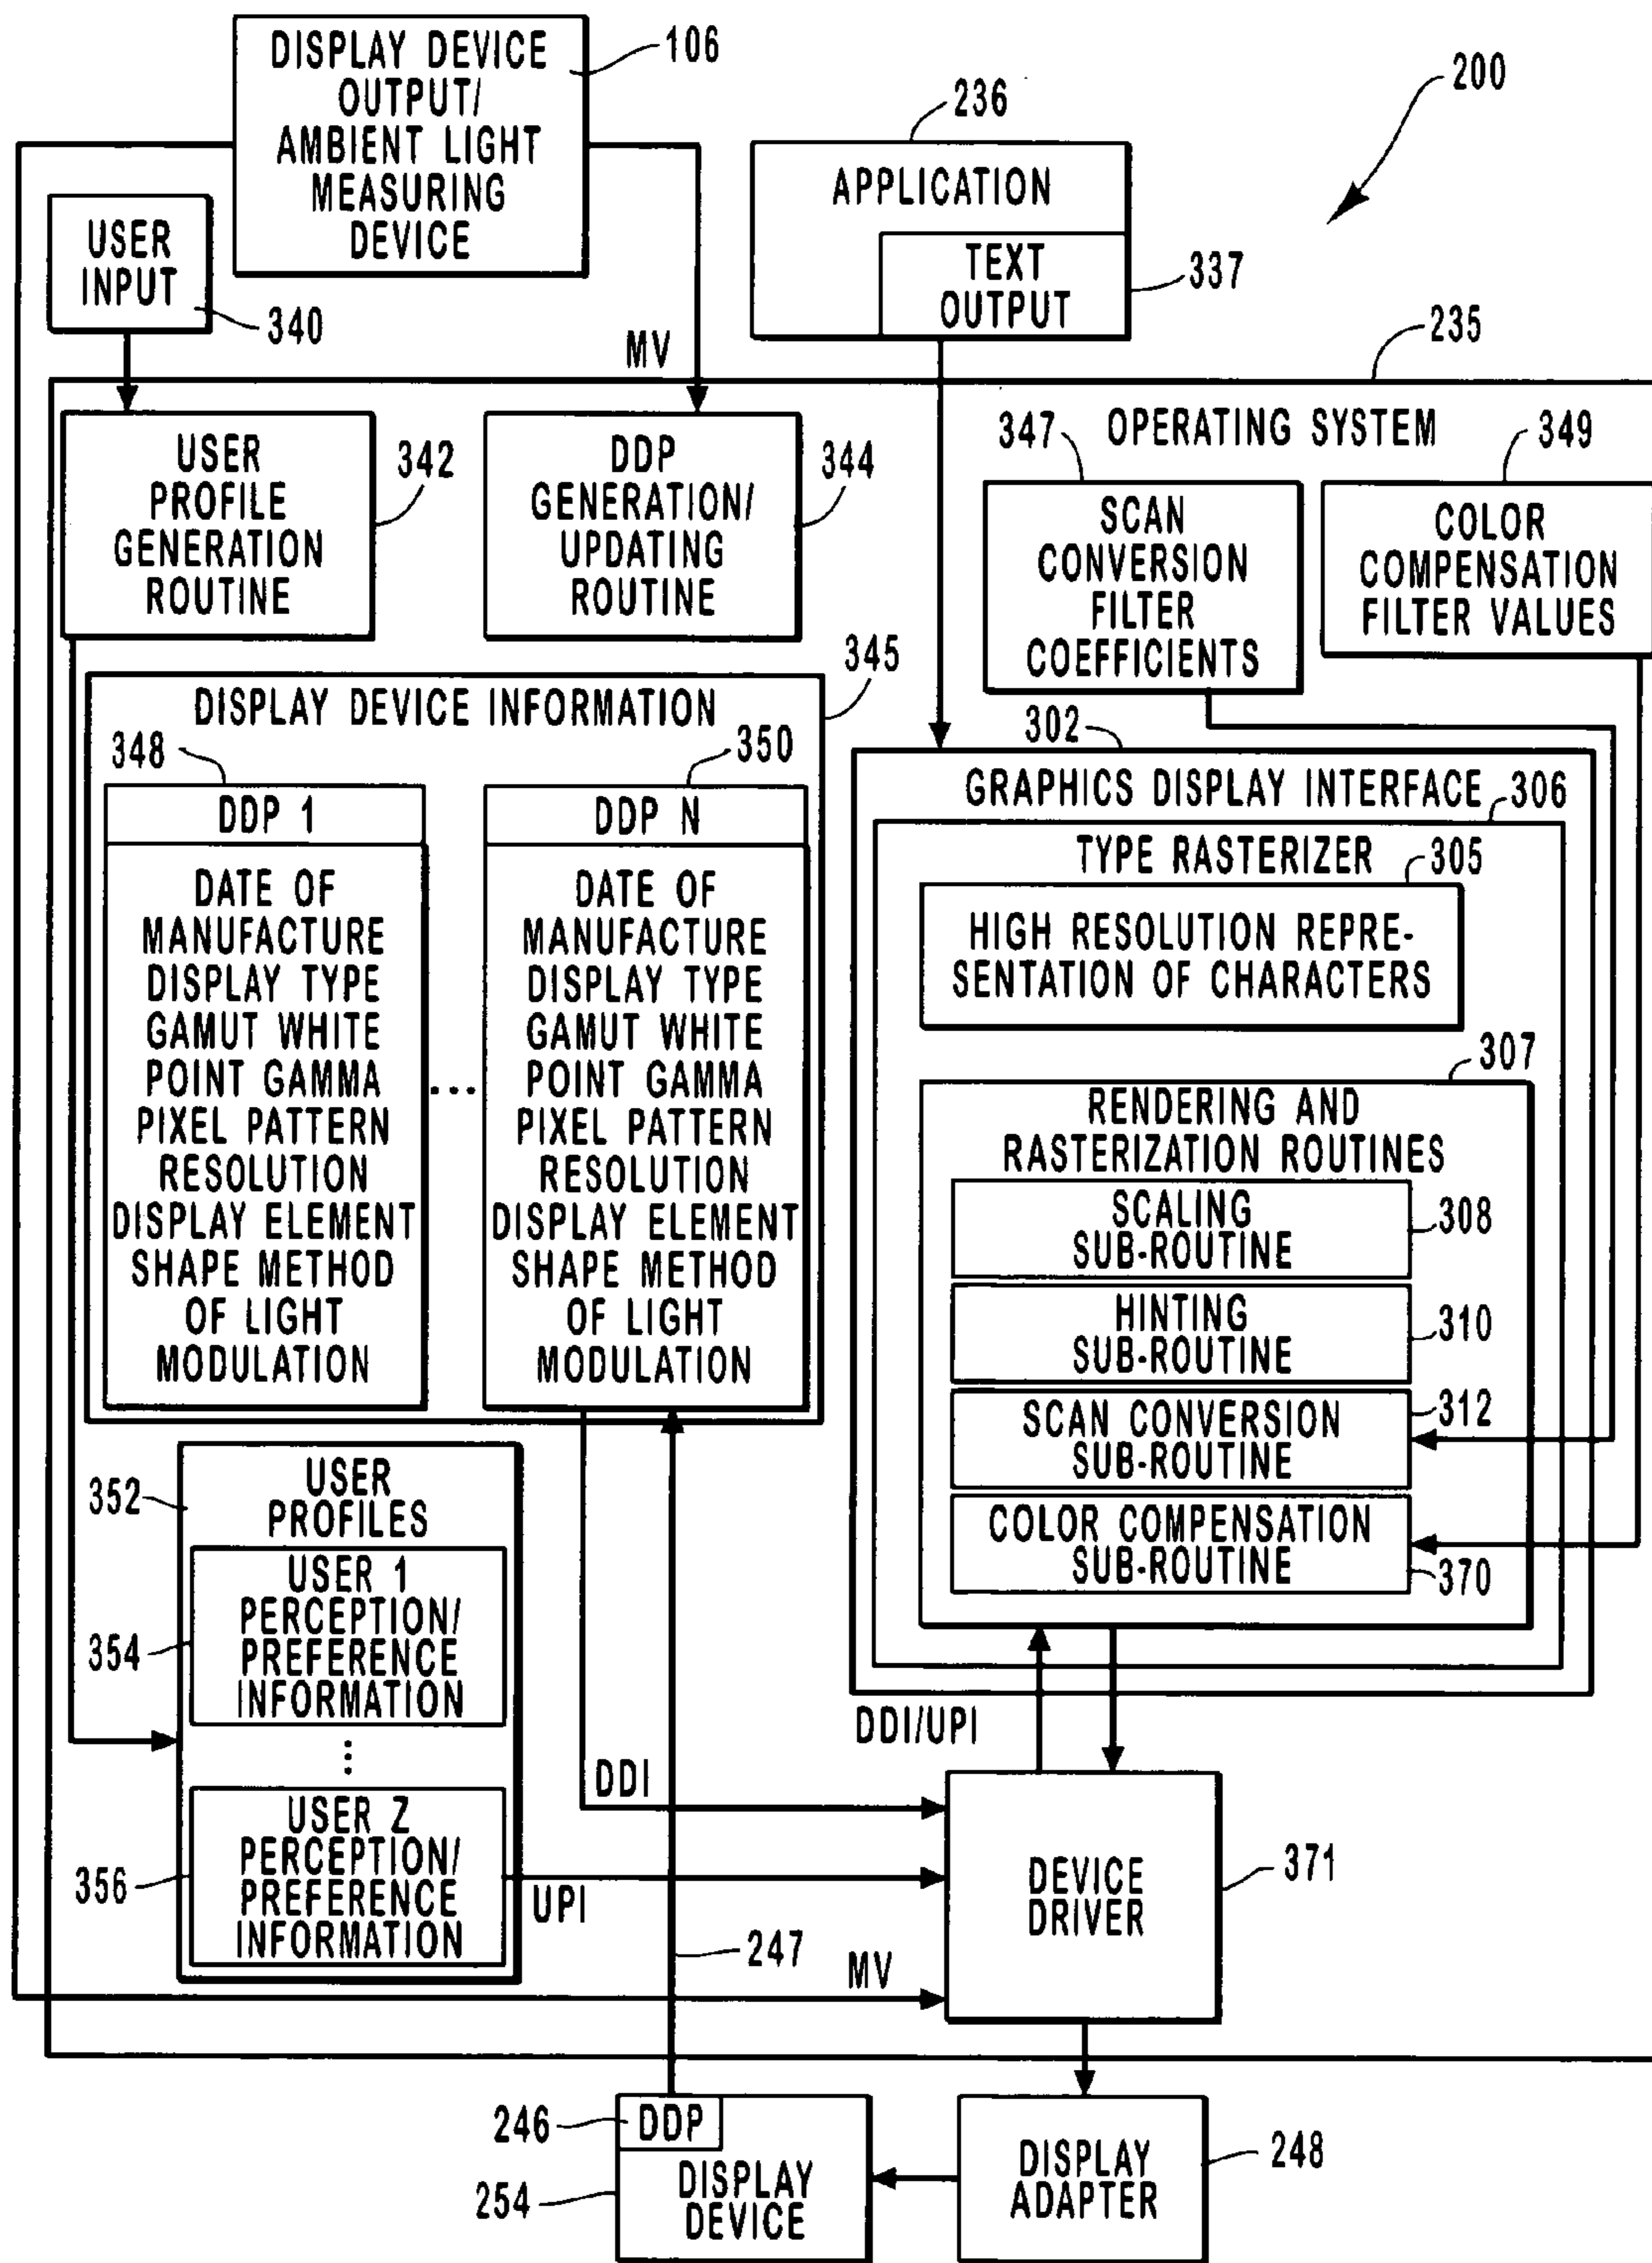 DISPLAY DEVICE
OUTPUT/
AMBIENT LIGHT
MEASURING
DEVICE
106
200
236
APPLICATION
TEXT
OUTPUT
337
USER
INPUT
340
MV
235
OPERATING SYSTEM
USER
PROFILE
GENERATION
ROUTINE
342
DDP
GENERATION/
UPDATING
ROUTINE
344
347
SCAN
CONVERSION
FILTER
COEFFICIENTS
349
COLOR
COMPENSATION
FILTER VALUES
345
DISPLAY DEVICE INFORMATION
348
DDP 1
DATE OF
MANUFACTURE
DISPLAY TYPE
GAMUT WHITE
POINT GAMMA
PIXEL PATTERN
RESOLUTION
DISPLAY ELEMENT
SHAPE METHOD
OF LIGHT
MODULATION
...
350
DDP N
DATE OF
MANUFACTURE
DISPLAY TYPE
GAMUT WHITE
POINT GAMMA
PIXEL PATTERN
RESOLUTION
DISPLAY ELEMENT
SHAPE METHOD
OF LIGHT
MODULATION
302
GRAPHICS DISPLAY INTERFACE
306
TYPE RASTERIZER
305
HIGH RESOLUTION REPRE-
SENTATION OF CHARACTERS
307
RENDERING AND
RASTERIZATION ROUTINES
SCALING
SUB-ROUTINE
308
HINTING
SUB-ROUTINE
310
SCAN CONVERSION
SUB-ROUTINE
312
COLOR COMPENSATION
SUB-ROUTINE
370
352
USER
PROFILES
354
USER 1
PERCEPTION/
PREFERENCE
INFORMATION
...
356
USER Z
PERCEPTION/
PREFERENCE
INFORMATION
DDI
UPI
247
MV
DDI/UPI
DEVICE
DRIVER
371
246
DDP
254
DISPLAY
DEVICE
DISPLAY
ADAPTER
248